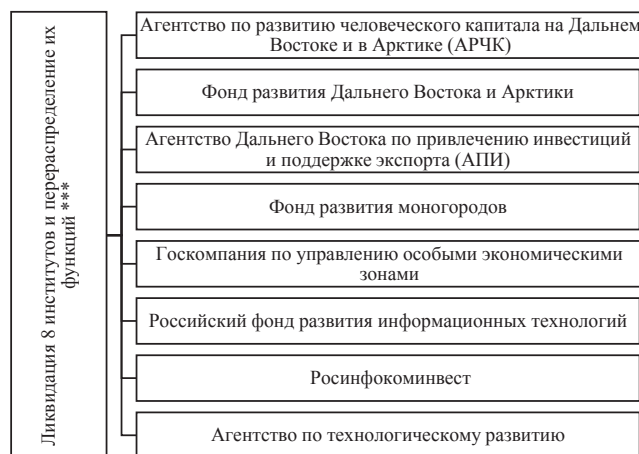 Ликвидация 8 институтов и перераспределение их
функций ***
Агентство по развитию человеческого капитала на Дальнем
Востоке и в Арктике (АРЧК)
Фонд развития Дальнего Востока и Арктики
Агентство Дальнего Востока по привлечению инвестиций
и поддержке экспорта (АПИ)
Фонд развития моногородов
Госкомпания по управлению особыми экономическими
зонами
Российский фонд развития информационных технологий
Росинфокоминвест
Агентство по технологическому развитию